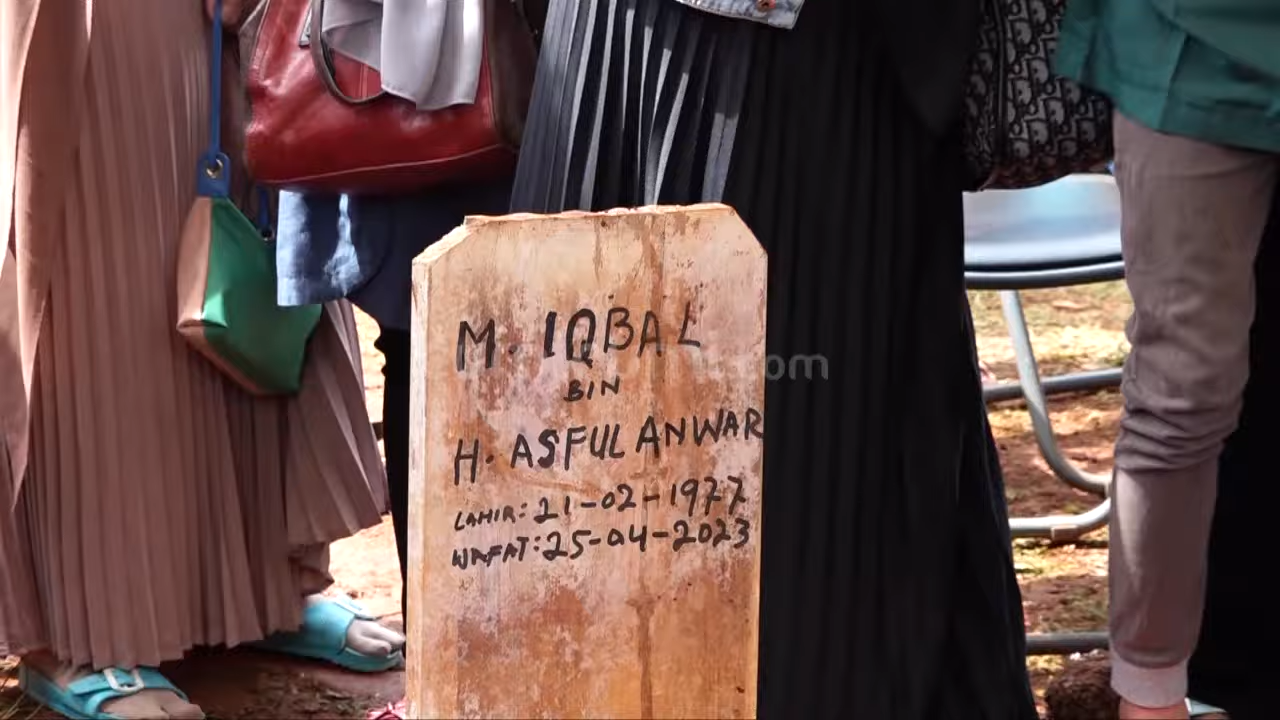 M. IQBAL
BIN
H. ASFUL ANWAR
LAHIR: 21-02-1977
WAFAT: 25-04-2023